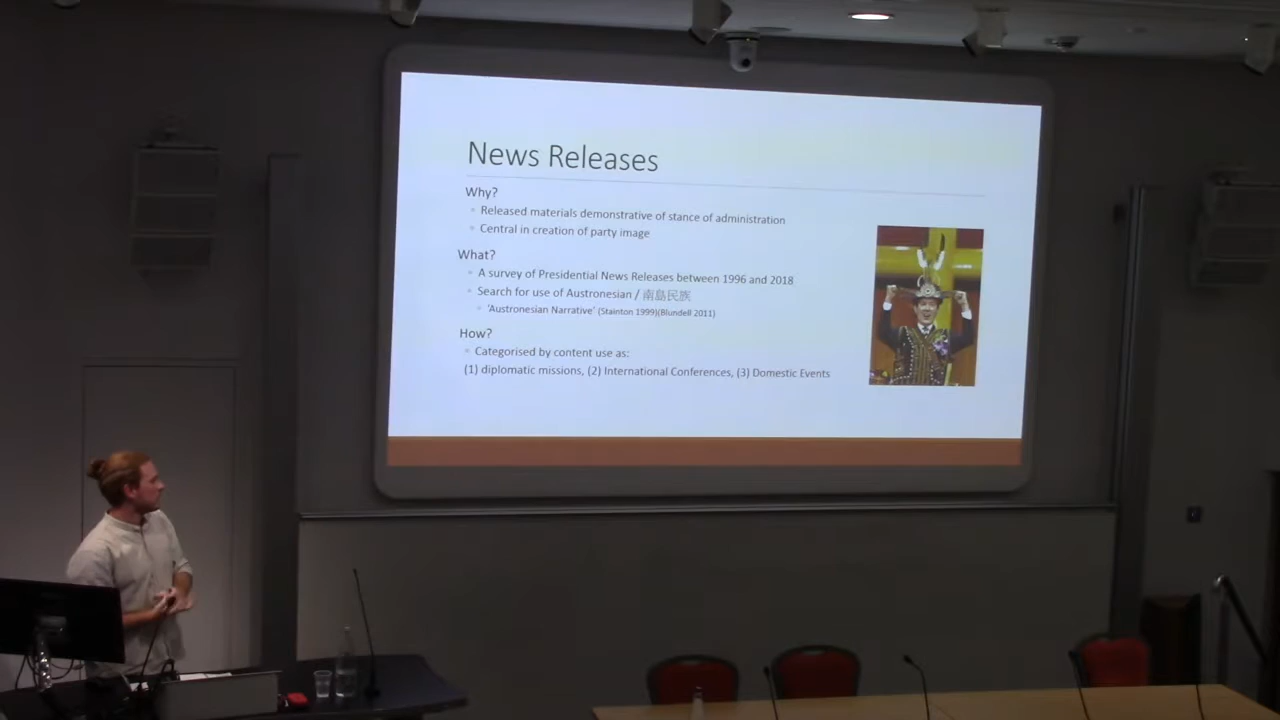 News Releases
Why?
Released materials demonstrative of stance of administration
Central in creation of party image
What?
A survey of Presidential News Releases between 1996 and 2018
Search for use of Austronesian / 南島民族
'Austronesian Narrative' (Stainton 1999)(Blundell 2011)
How?
Categorised by content use as:
(1) diplomatic missions, (2) International Conferences, (3) Domestic Events